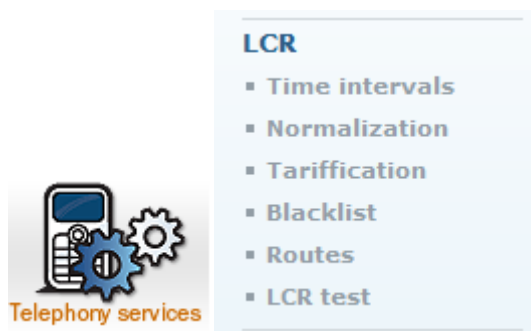 LCR
Time intervals
Normalization
Tariffication
Blacklist
Routes
LCR test
Telephony services